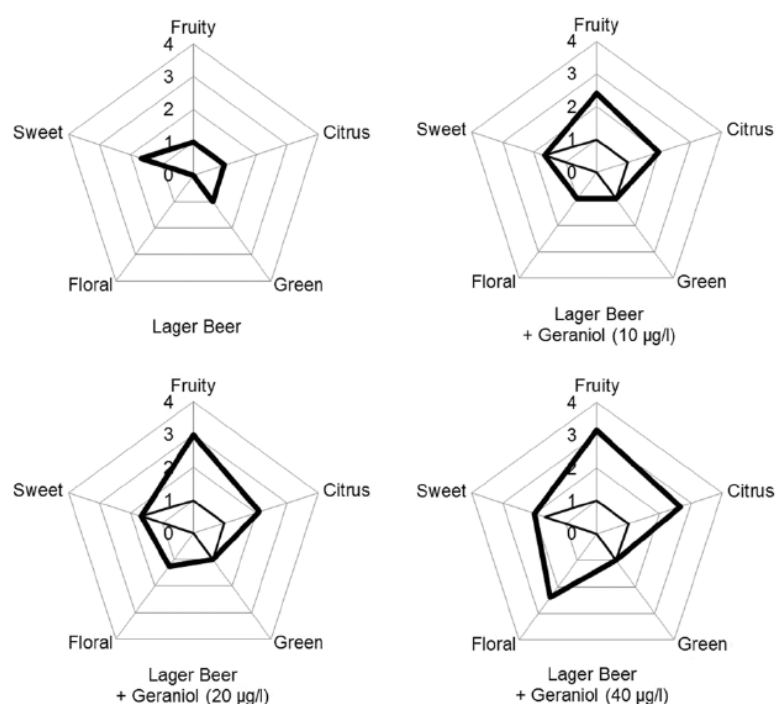 Fruity
4
3
2
1
0
Sweet
Citrus
Floral
Green
Lager Beer
Fruity
4
3
2
1
0
Sweet
Citrus
Floral
Green
Lager Beer
+ Geraniol (10 µg/l)
Fruity
4
3
2
1
0
Sweet
Citrus
Floral
Green
Lager Beer
+ Geraniol (20 µg/l)
Fruity
4
3
2
1
0
Sweet
Citrus
Floral
Green
Lager Beer
+ Geraniol (40 µg/l)